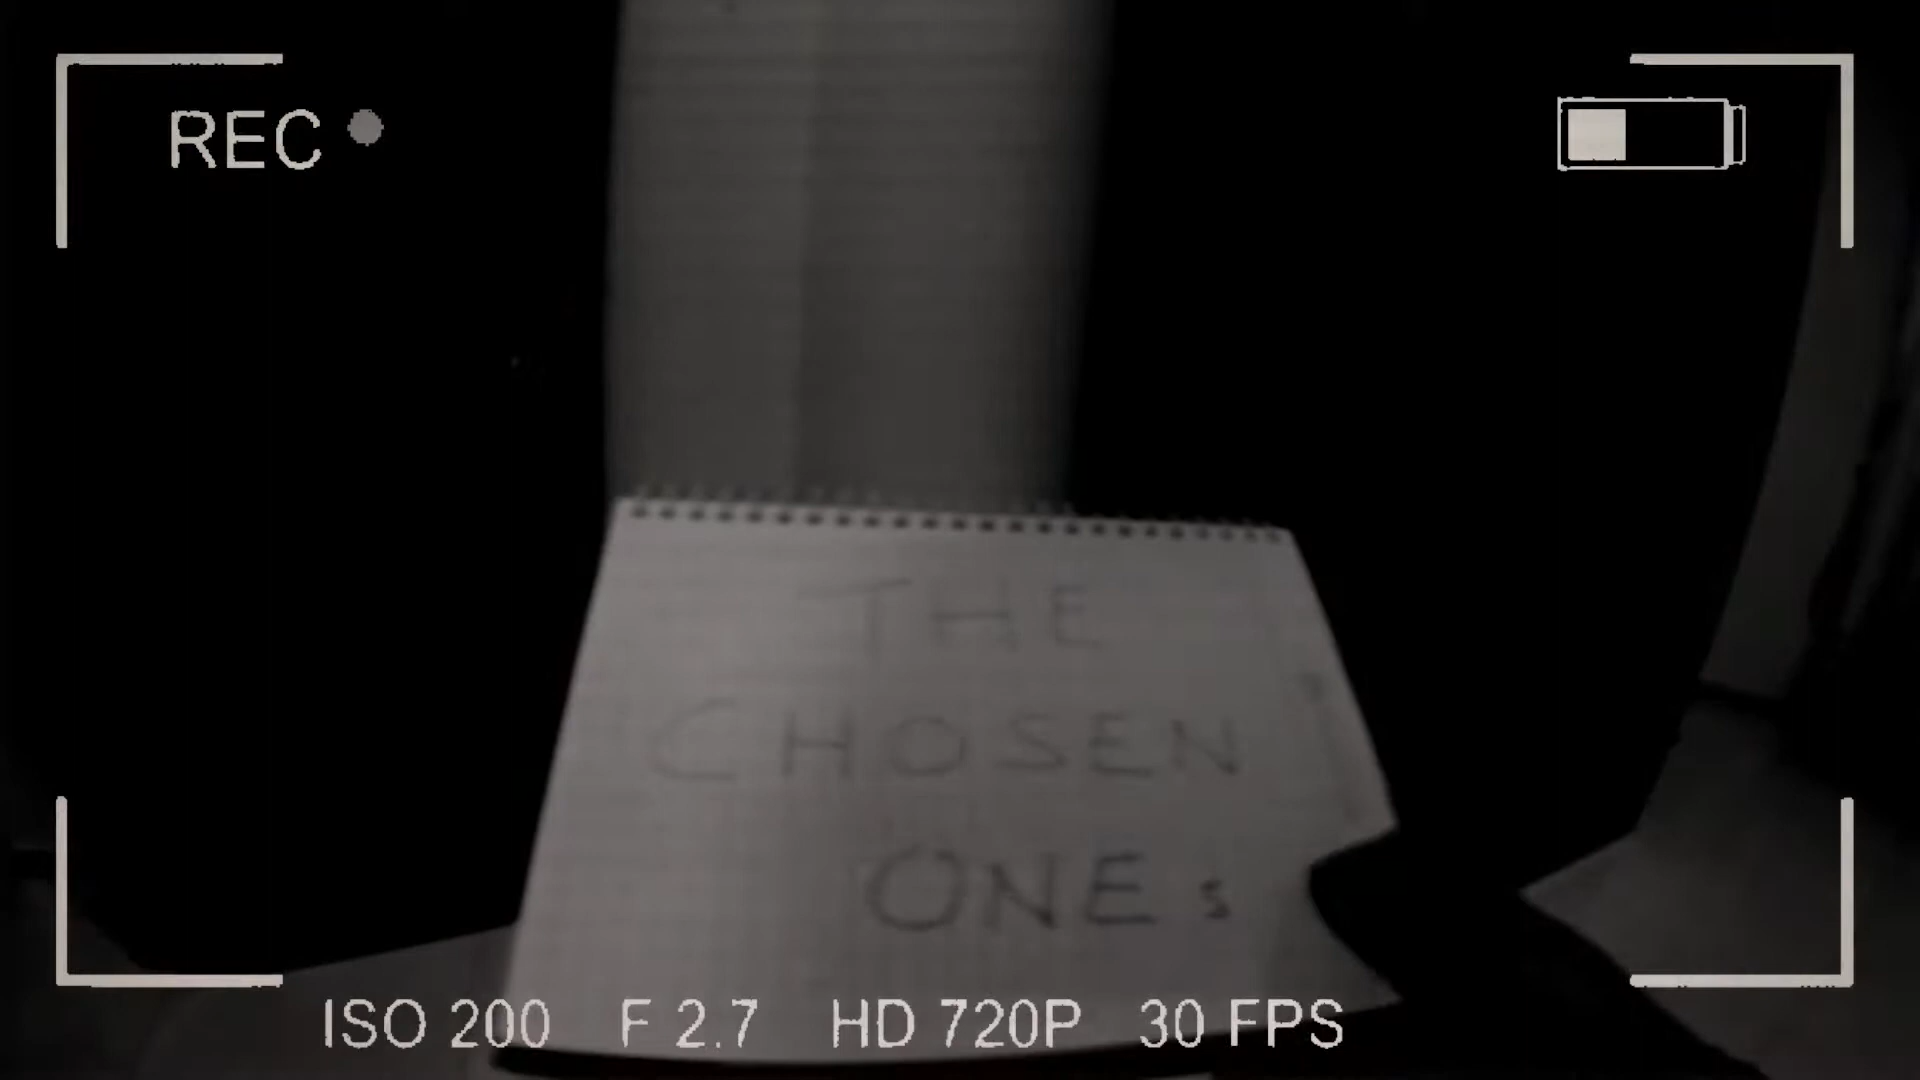 REC
THE
CHOSEN
ONEs
ISO 200 F 2.7 HD 720P 30 FPS